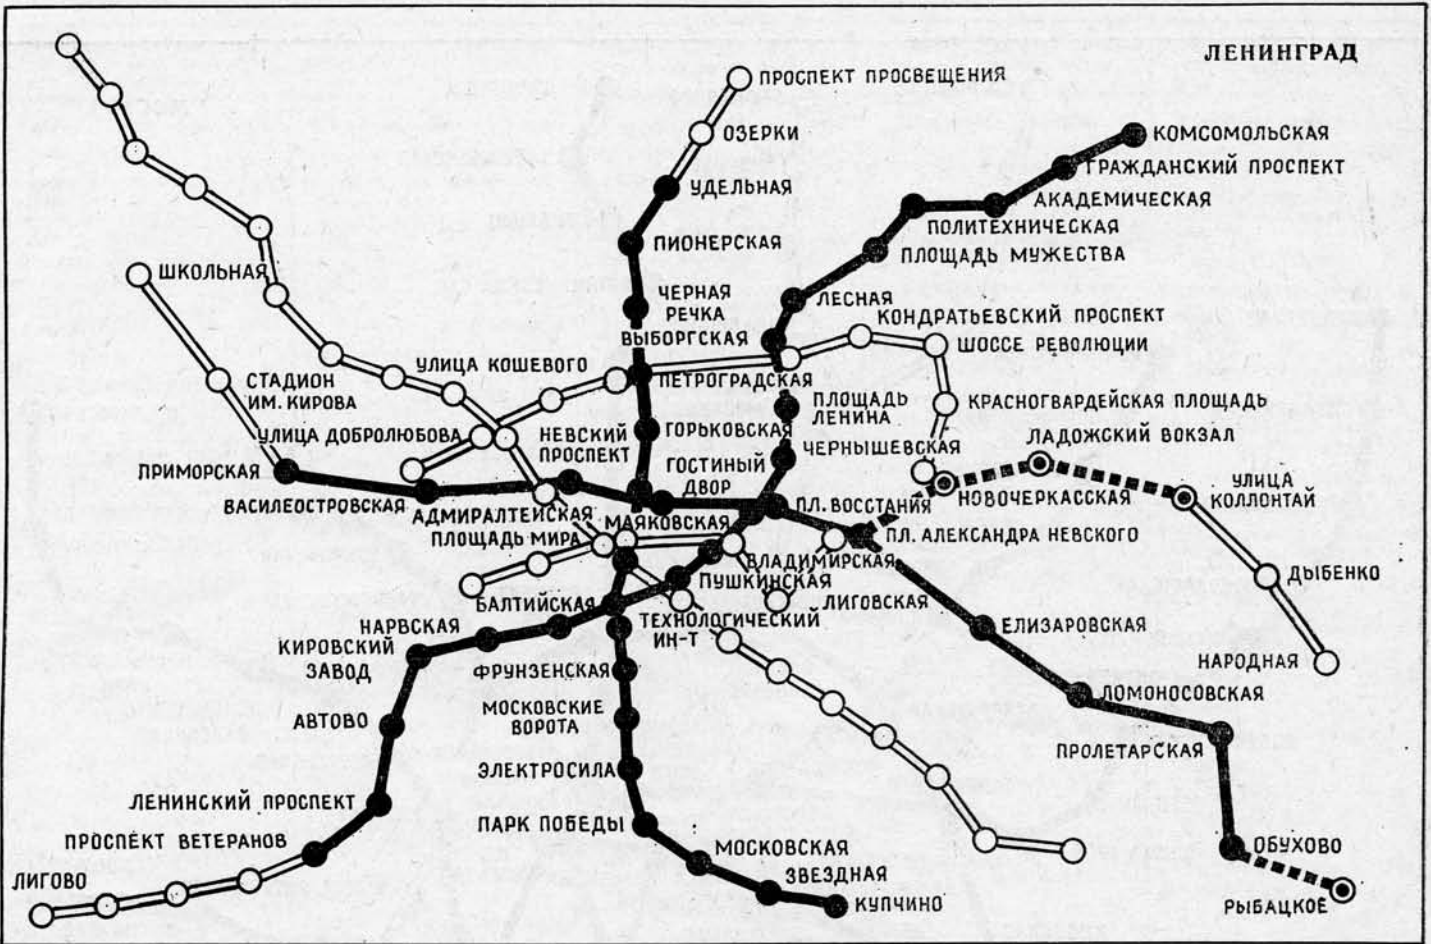 ЛЕНИНГРАД
ПРОСПЕКТ ПРОСВЕЩЕНИЯ
ОЗЕРКИ
КОМСОМОЛЬСКАЯ
ГРАЖДАНСКИЙ ПРОСПЕКТ
УДЕЛЬНАЯ
АКАДЕМИЧЕСКАЯ
ПОЛИТЕХНИЧЕСКАЯ
ПИОНЕРСКАЯ
ПЛОЩАДЬ МУЖЕСТВА
ШКОЛЬНАЯ
ЧЕРНАЯ
РЕЧКА
ЛЕСНАЯ
КОНДРАТЬЕВСКИЙ ПРОСПЕКТ
ВЫБОРГСКАЯ
ШОССЕ РЕВОЛЮЦИИ
УЛИЦА КОШЕВОГО
СТАДИОН
ИМ. КИРОВА
ПЕТРОГРАДСКАЯ
ПЛОЩАДЬ
ЛЕНИНА
КРАСНОГВАРДЕЙСКАЯ ПЛОЩАДЬ
УЛИЦА ДОБРОЛЮБОВА
НЕВСКИЙ
ПРОСПЕКТ
ГОРЬКОВСКАЯ
ЧЕРНЫШЕВСКАЯ
ЛАДОЖСКИЙ ВОКЗАЛ
ПРИМОРСКАЯ
ГОСТИНЫЙ
ДВОР
УЛИЦА
КОЛЛОНТАЙ
ВАСИЛЕОСТРОВСКАЯ
НОВОЧЕРКАССКАЯ
АДМИРАЛТЕЙСКАЯ
МАЯКОВСКАЯ
ПЛ. ВОССТАНИЯ
ПЛОЩАДЬ МИРА
ПЛ. АЛЕКСАНДРА НЕВСКОГО
ВЛАДИМИРСКАЯ
ПУШКИНСКАЯ
ДЫБЕНКО
БАЛТИЙСКАЯ
ЛИГОВСКАЯ
НАРВСКАЯ
ТЕХНОЛОГИЧЕСКИЙ
ИН-Т
ЕЛИЗАРОВСКАЯ
КИРОВСКИЙ
ЗАВОД
ФРУНЗЕНСКАЯ
НАРОДНАЯ
ЛОМОНОСОВСКАЯ
АВТОВО
МОСКОВСКИЕ
ВОРОТА
ПРОЛЕТАРСКАЯ
ЭЛЕКТРОСИЛА
ЛЕНИНСКИЙ ПРОСПЕКТ
ПАРК ПОБЕДЫ
ПРОСПЕКТ ВЕТЕРАНОВ
МОСКОВСКАЯ
ОБУХОВО
ЛИГОВО
ЗВЕЗДНАЯ
КУПЧИНО
РЫБАЦКОЕ